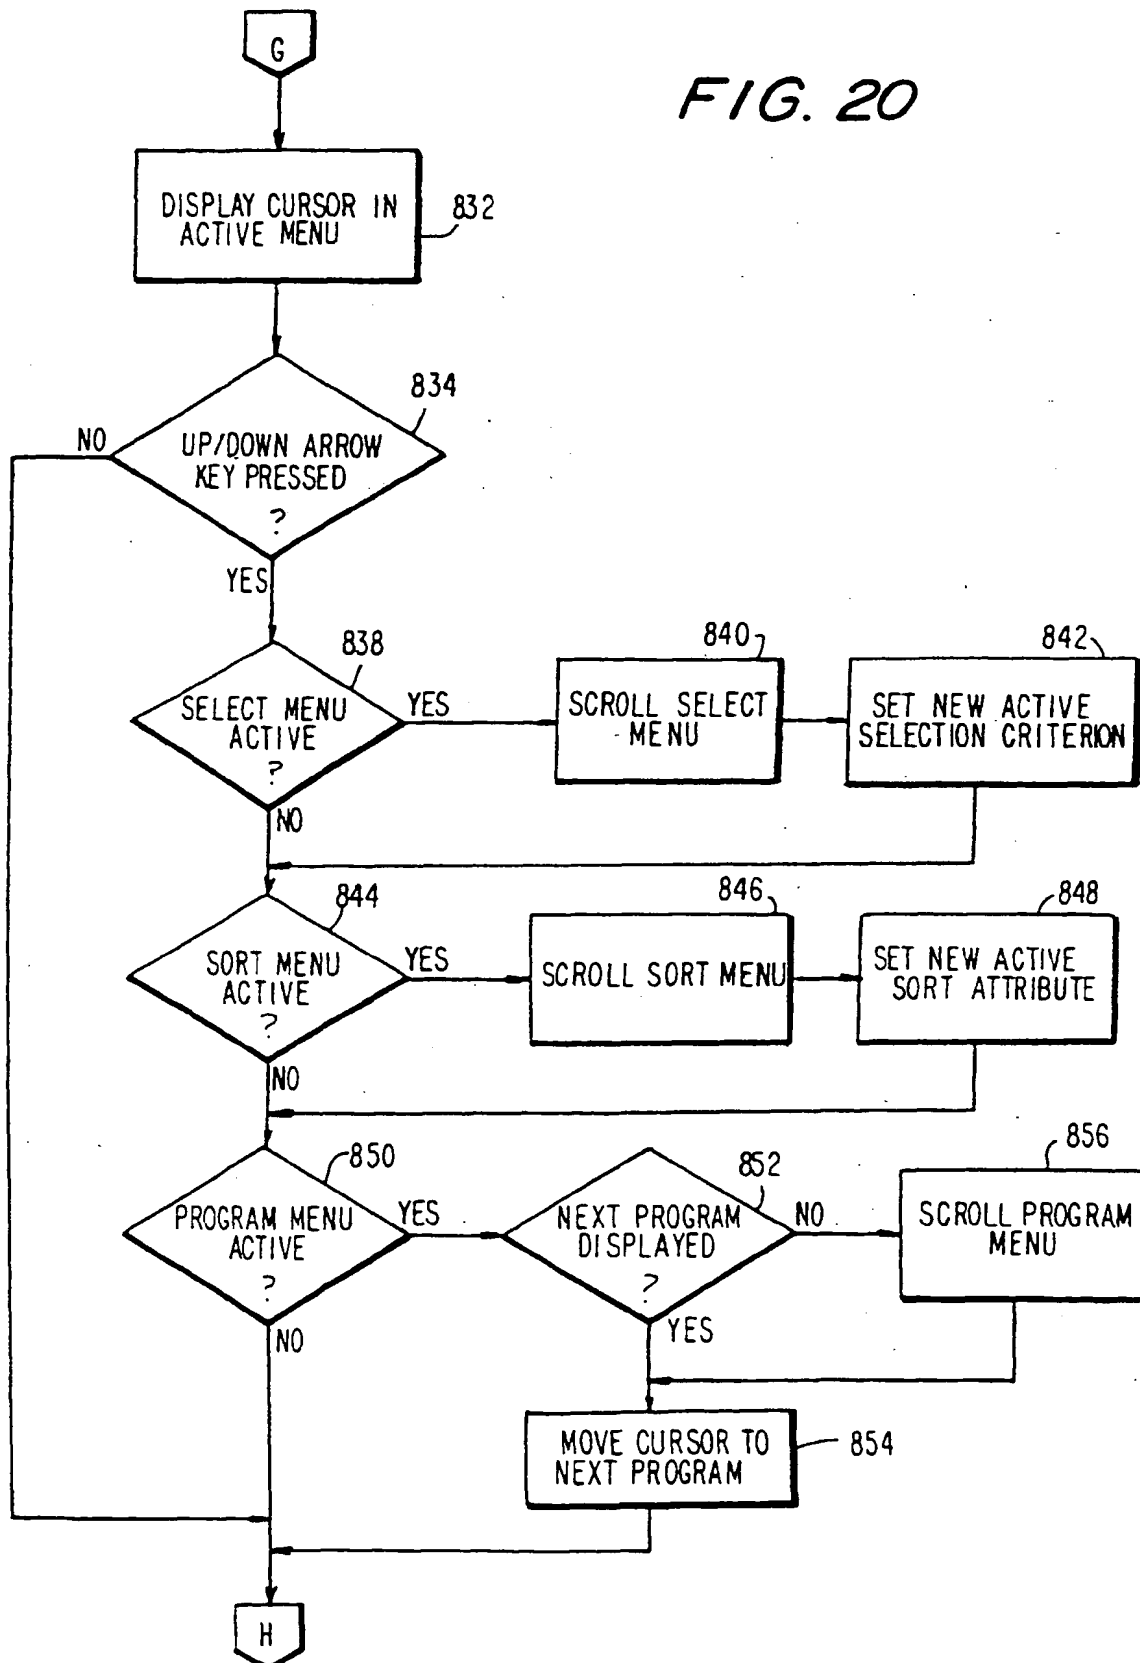 G
FIG. 20
DISPLAY CURSOR IN
ACTIVE MENU
832
834
NO
UP/DOWN ARROW
KEY PRESSED
?
YES
838
SELECT MENU
ACTIVE
?
YES
NO
840
SCROLL SELECT
MENU
842
SET NEW ACTIVE
SELECTION CRITERION
844
SORT MENU
ACTIVE
?
YES
NO
846
SCROLL SORT MENU
848
SET NEW ACTIVE
SORT ATTRIBUTE
850
PROGRAM MENU
ACTIVE
?
YES
NO
852
NEXT PROGRAM
DISPLAYED
?
NO
YES
856
SCROLL PROGRAM
MENU
MOVE CURSOR TO
NEXT PROGRAM
854
H